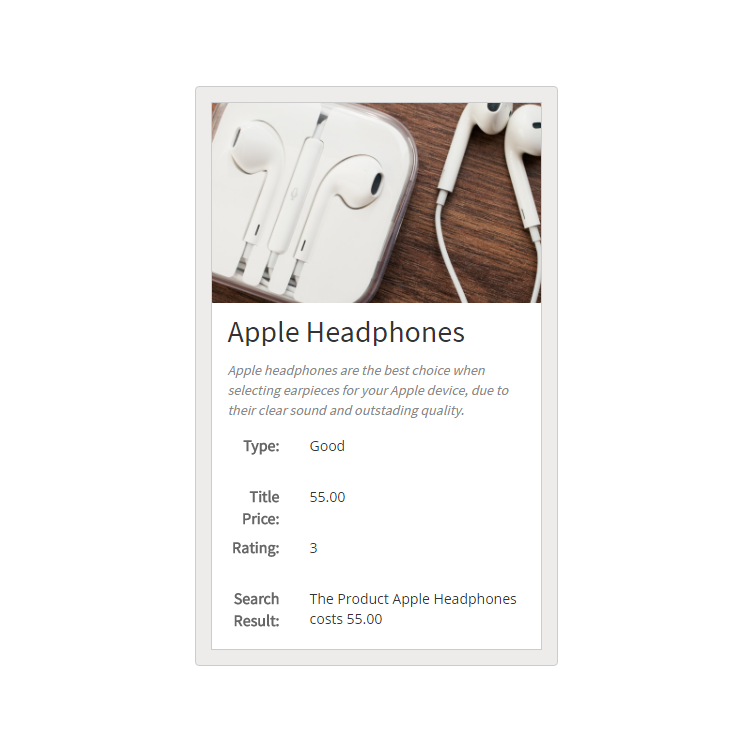 Apple Headphones
Apple headphones are the best choice when
selecting earpieces for your Apple device, due to
their clear sound and outstading quality.
Type: Good
Title 55.00
Price:
Rating: 3
Search The Product Apple Headphones
Result: costs 55.00